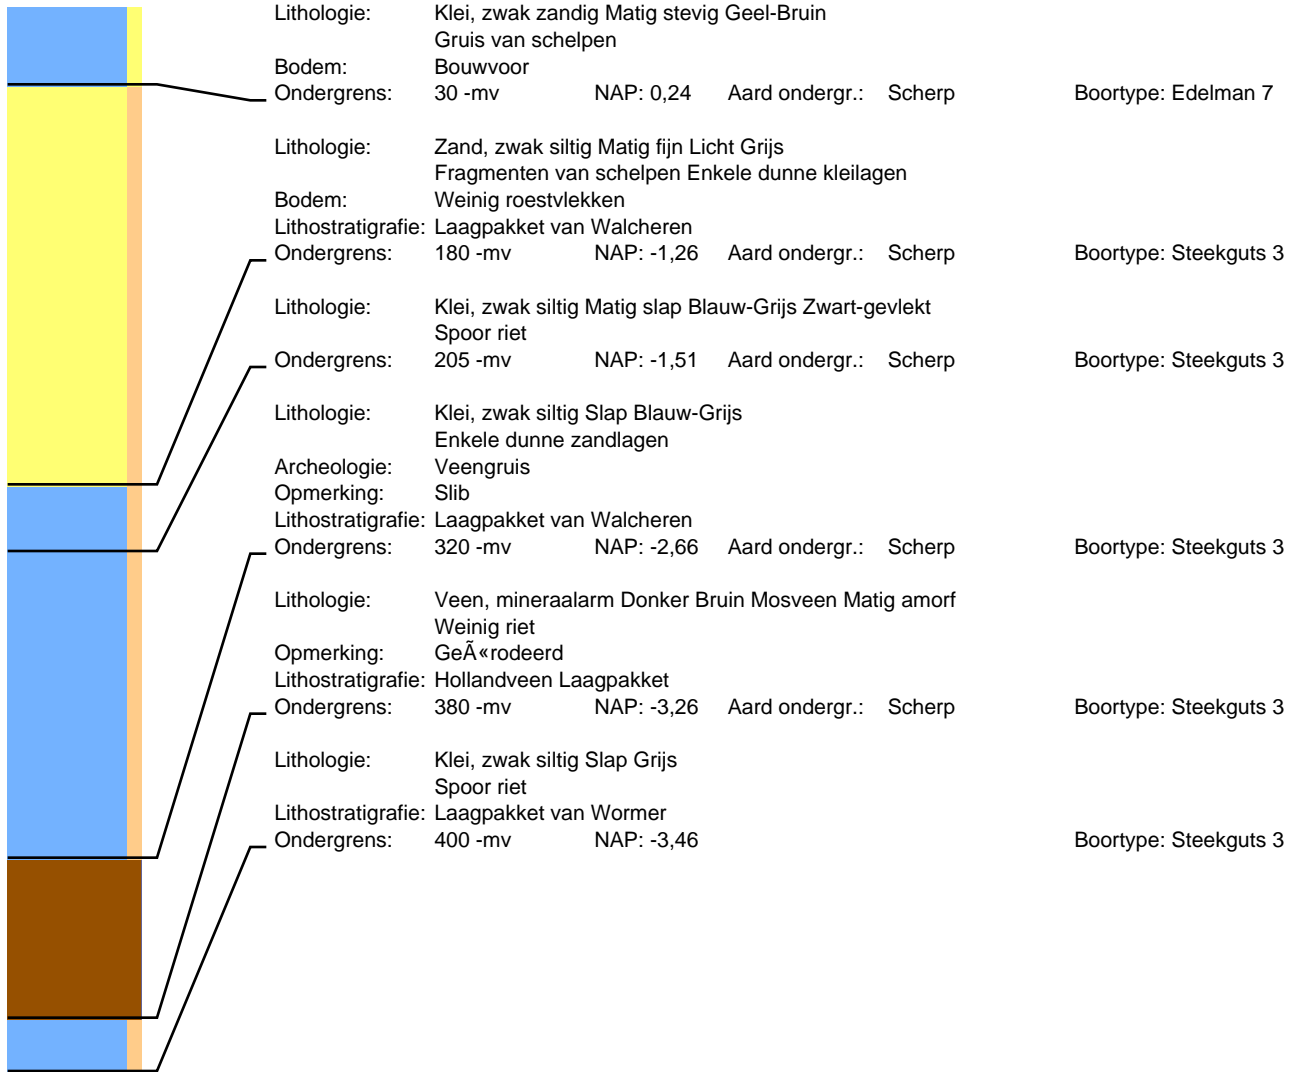 Lithologie: Klei, zwak zandig Matig stevig Geel-Bruin
Gruis van schelpen
Bodem: Bouwvoor
Ondergrens: 30 -mv NAP: 0,24 Aard ondergr.: Scherp Boortype: Edelman 7
Lithologie: Zand, zwak siltig Matig fijn Licht Grijs
Fragmenten van schelpen Enkele dunne kleilagen
Bodem: Weinig roestvlekken
Lithostratigrafie: Laagpakket van Walcheren
Ondergrens: 180 -mv NAP: -1,26 Aard ondergr.: Scherp Boortype: Steekguts 3
Lithologie: Klei, zwak siltig Matig slap Blauw-Grijs Zwart-gevlekt
Spoor riet
Ondergrens: 205 -mv NAP: -1,51 Aard ondergr.: Scherp Boortype: Steekguts 3
Lithologie: Klei, zwak siltig Slap Blauw-Grijs
Enkele dunne zandlagen
Archeologie: Veengruis
Opmerking: Slib
Lithostratigrafie: Laagpakket van Walcheren
Ondergrens: 320 -mv NAP: -2,66 Aard ondergr.: Scherp Boortype: Steekguts 3
Lithologie: Veen, mineraalarm Donker Bruin Mosveen Matig amorf
Weinig riet
Opmerking: GeÃ«rodeerd
Lithostratigrafie: Hollandveen Laagpakket
Ondergrens: 380 -mv NAP: -3,26 Aard ondergr.: Scherp Boortype: Steekguts 3
Lithologie: Klei, zwak siltig Slap Grijs
Spoor riet
Lithostratigrafie: Laagpakket van Wormer
Ondergrens: 400 -mv NAP: -3,46 Boortype: Steekguts 3